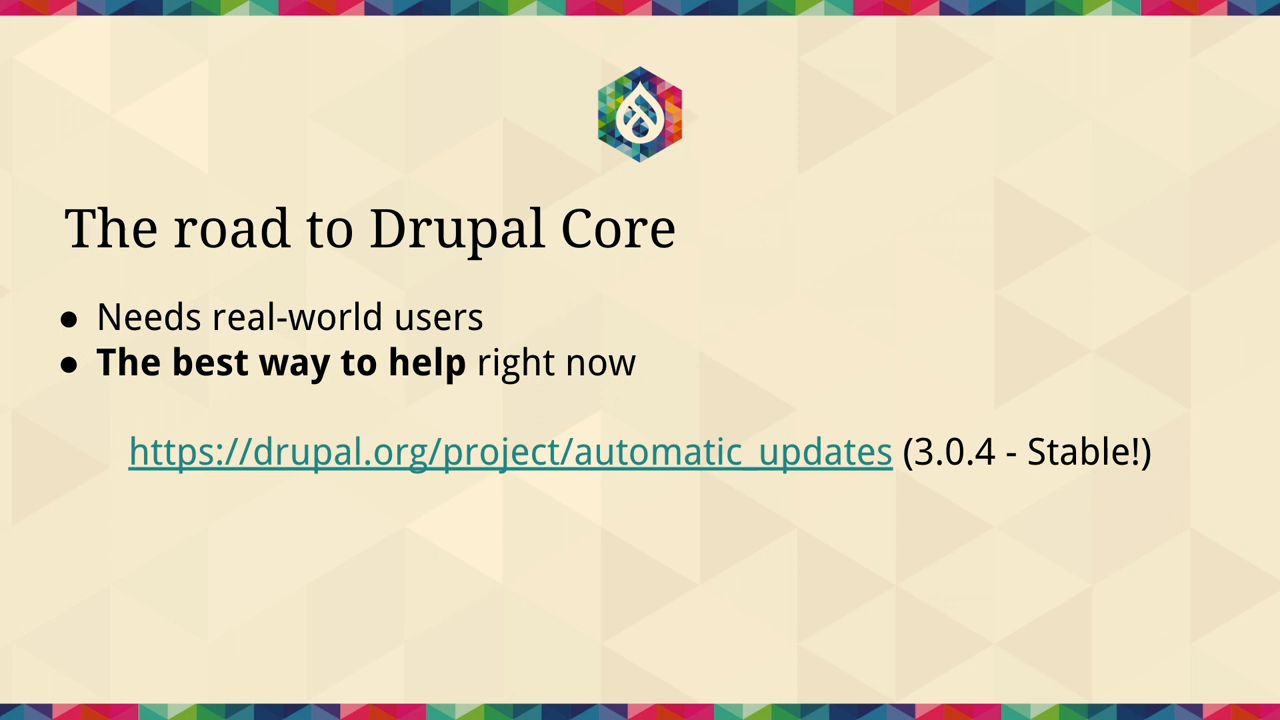 The road to Drupal Core
● Needs real-world users
● The best way to help right now
https://drupal.org/project/automatic_updates (3.0.4 - Stable!)